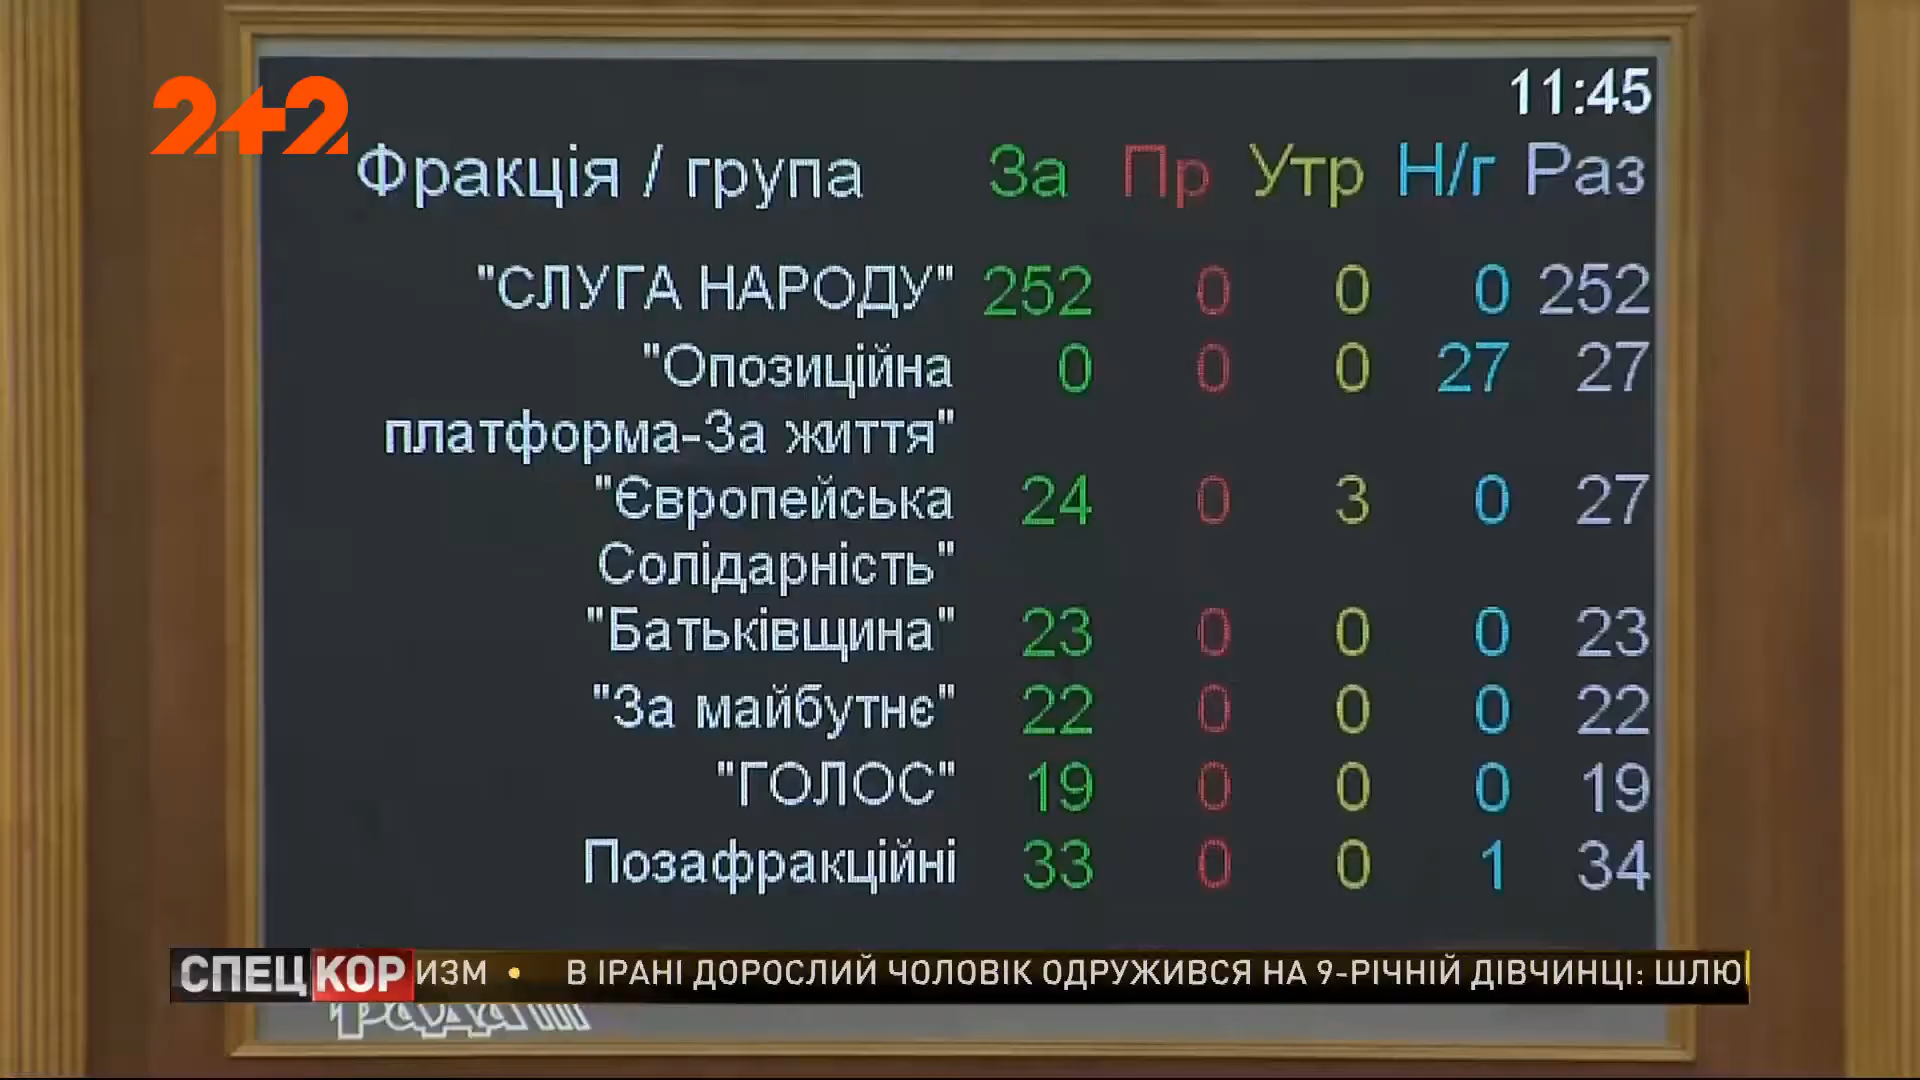 2+2
11:45
Фракція / група За Пр Утр Н/г Раз
"СЛУГА НАРОДУ" 252 0 0 0 252
"Опозиційна 0 0 0 27 27
платформа-За життя"
"Європейська 24 0 3 0 27
Солідарність"
"Батьківщина" 23 0 0 0 23
"За майбутнє" 22 0 0 0 22
"ГОЛОС" 19 0 0 0 19
Позафракційні 33 0 0 1 34
СПЕЦКОР ИЗМ • В ІРАНІ ДОРОСЛИЙ ЧОЛОВІК ОДРУЖИВСЯ НА 9-РІЧНІЙ ДІВЧИНЦІ: ШЛЮ